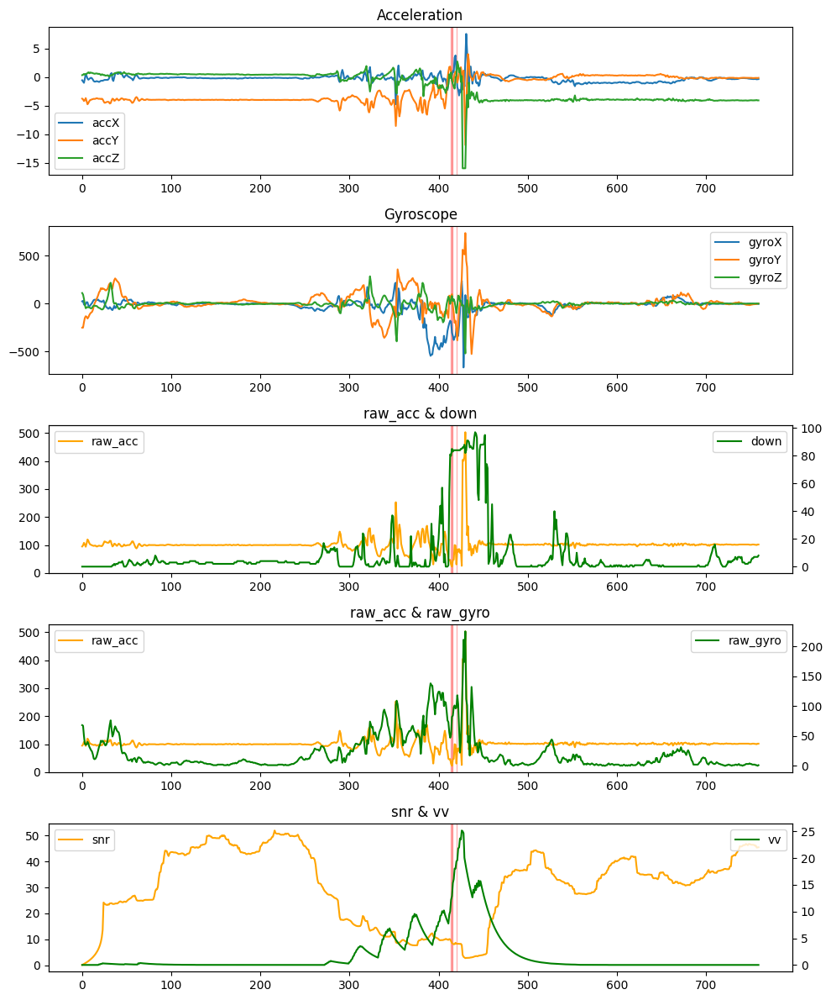 Acceleration
5
0
−5
−10
−15
accX
accY
accZ
0 100 200 300 400 500 600 700
Gyroscope
500
0
−500
gyroX
gyroY
gyroZ
0 100 200 300 400 500 600 700
raw_acc & down
500
400
300
200
100
0
raw_acc
down
100
80
60
40
20
0
0 100 200 300 400 500 600 700
raw_acc & raw_gyro
500
400
300
200
100
0
raw_acc
raw_gyro
200
150
100
50
0
0 100 200 300 400 500 600 700
snr & vv
50
40
30
20
10
0
snr
vv
25
20
15
10
5
0
0 100 200 300 400 500 600 700